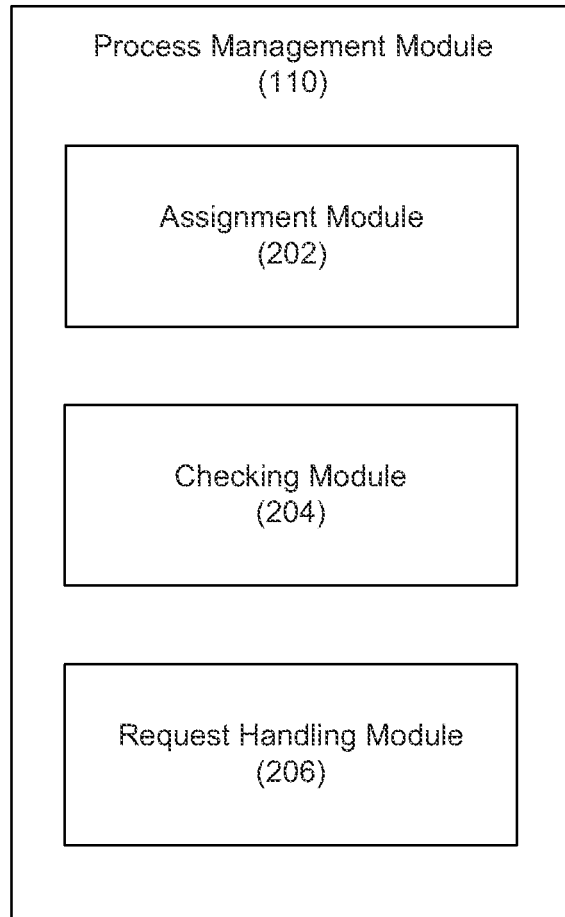 Process Management Module
(110)
Assignment Module
(202)
Checking Module
(204)
Request Handling Module
(206)